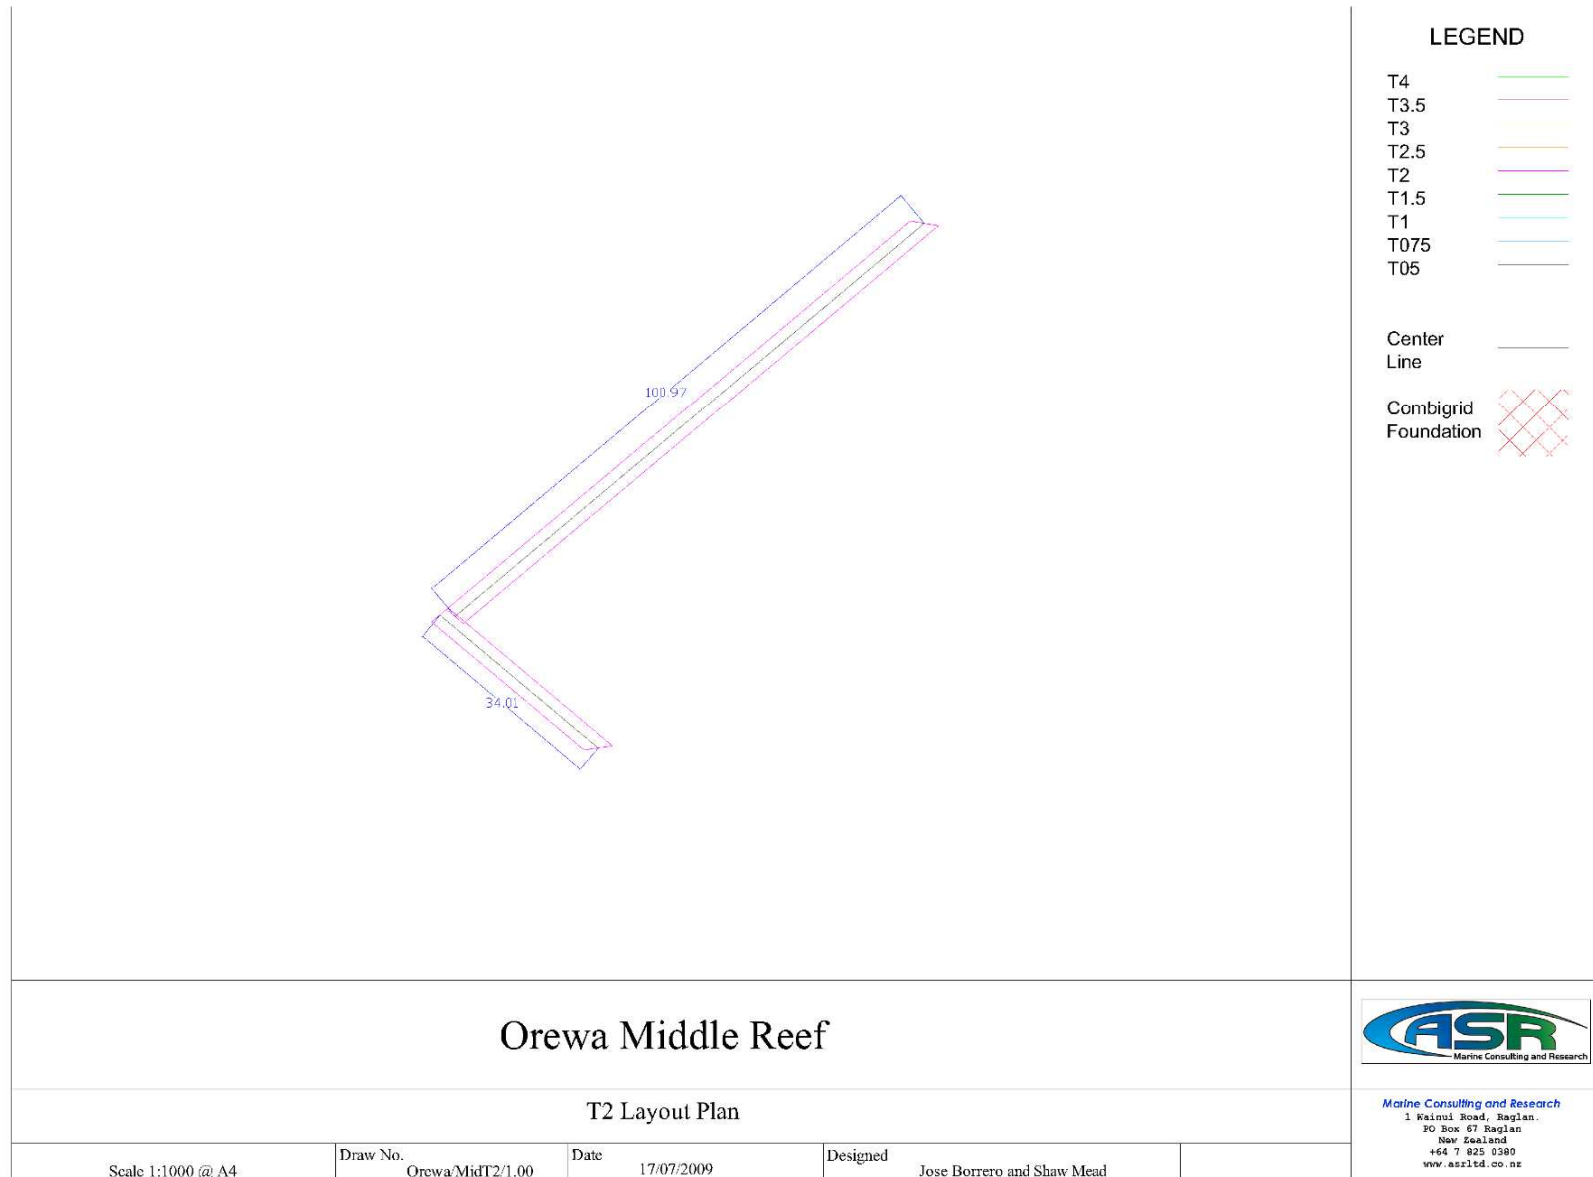 LEGEND
T4
T3.5
T3
T2.5
T2
T1.5
T1
T075
T05
Center
Line
Combigrid
Foundation
100.97
34.01
Orewa Middle Reef
T2 Layout Plan
Scale 1:1000 @ A4
Draw No.
Orewa/MidT2/1.00
Date
17/07/2009
Designed
Jose Borrero and Shaw Mead
ASR
Marine Consulting and Research
Marine Consulting and Research
1 Wainui Road, Raglan.
PO Box 67 Raglan
New Zealand
+64 7 825 0380
www.asrltd.co.nz